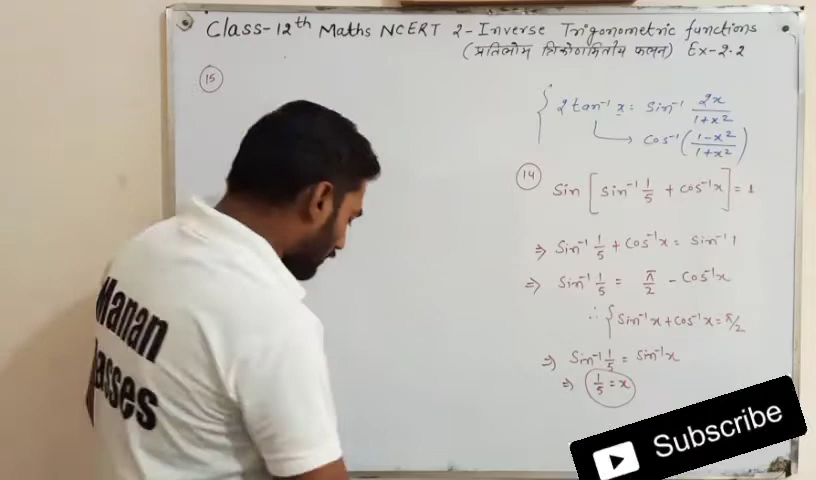 Class-12th Maths NCERT 2-Inverse Trigonometric functions
(प्रतिलोम त्रिकोणमितीय फलन) Ex-2.2
15
2 tan⁻¹ x = Sin⁻¹ 2x/1+x²
→ Cos⁻¹ (1-x²/1+x²)
14
Sin [Sin⁻¹ 1/5 + Cos⁻¹x] = 1
⇒ Sin⁻¹ 1/5 + Cos⁻¹x = Sin⁻¹ 1
⇒ Sin⁻¹ 1/5 = π/2 - Cos⁻¹x
∴ {Sin⁻¹x + Cos⁻¹x = π/2
⇒ Sin⁻¹ 1/5 = Sin⁻¹x
⇒ 1/5 = x
Manan
lasses
Subscribe